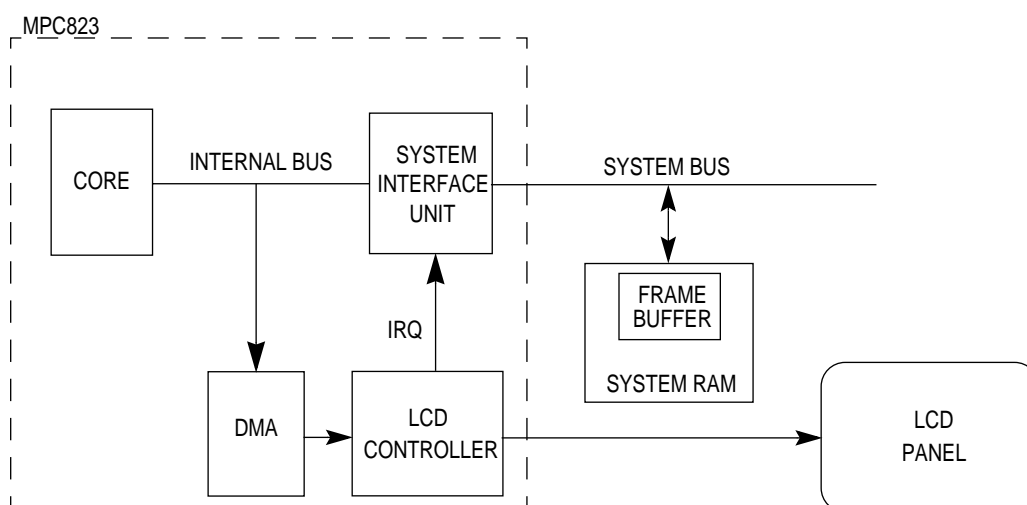 MPC823
CORE
INTERNAL BUS
SYSTEM
INTERFACE
UNIT
SYSTEM BUS
FRAME
BUFFER
SYSTEM RAM
IRQ
DMA
LCD
CONTROLLER
LCD
PANEL